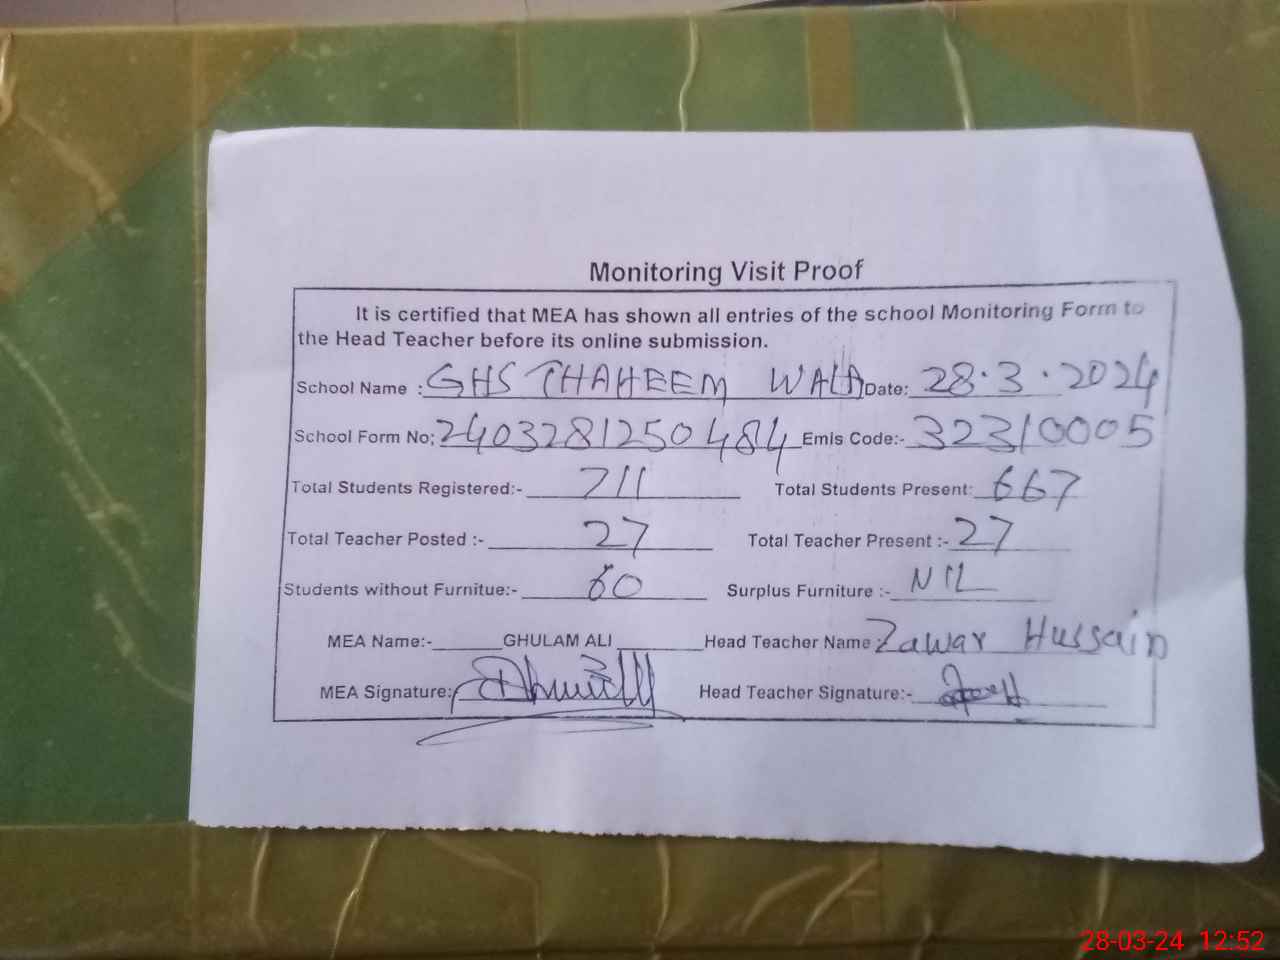 Monitoring Visit Proof
It is certified that MEA has shown all entries of the school Monitoring Form to
the Head Teacher before its online submission.
School Name : GHS THAHEEM WALA Date: 28.3.2024
School Form No: 2403281250484 Emis Code:- 32310005
Total Students Registered:- 711 Total Students Present: 667
Total Teacher Posted :- 27 Total Teacher Present :- 27
Students without Furnitue:- 60 Surplus Furniture :- NIL
MEA Name:- GHULAM ALI Head Teacher Name : Zawar Hussain
MEA Signature: Head Teacher Signature:-
28-03-24 12:52